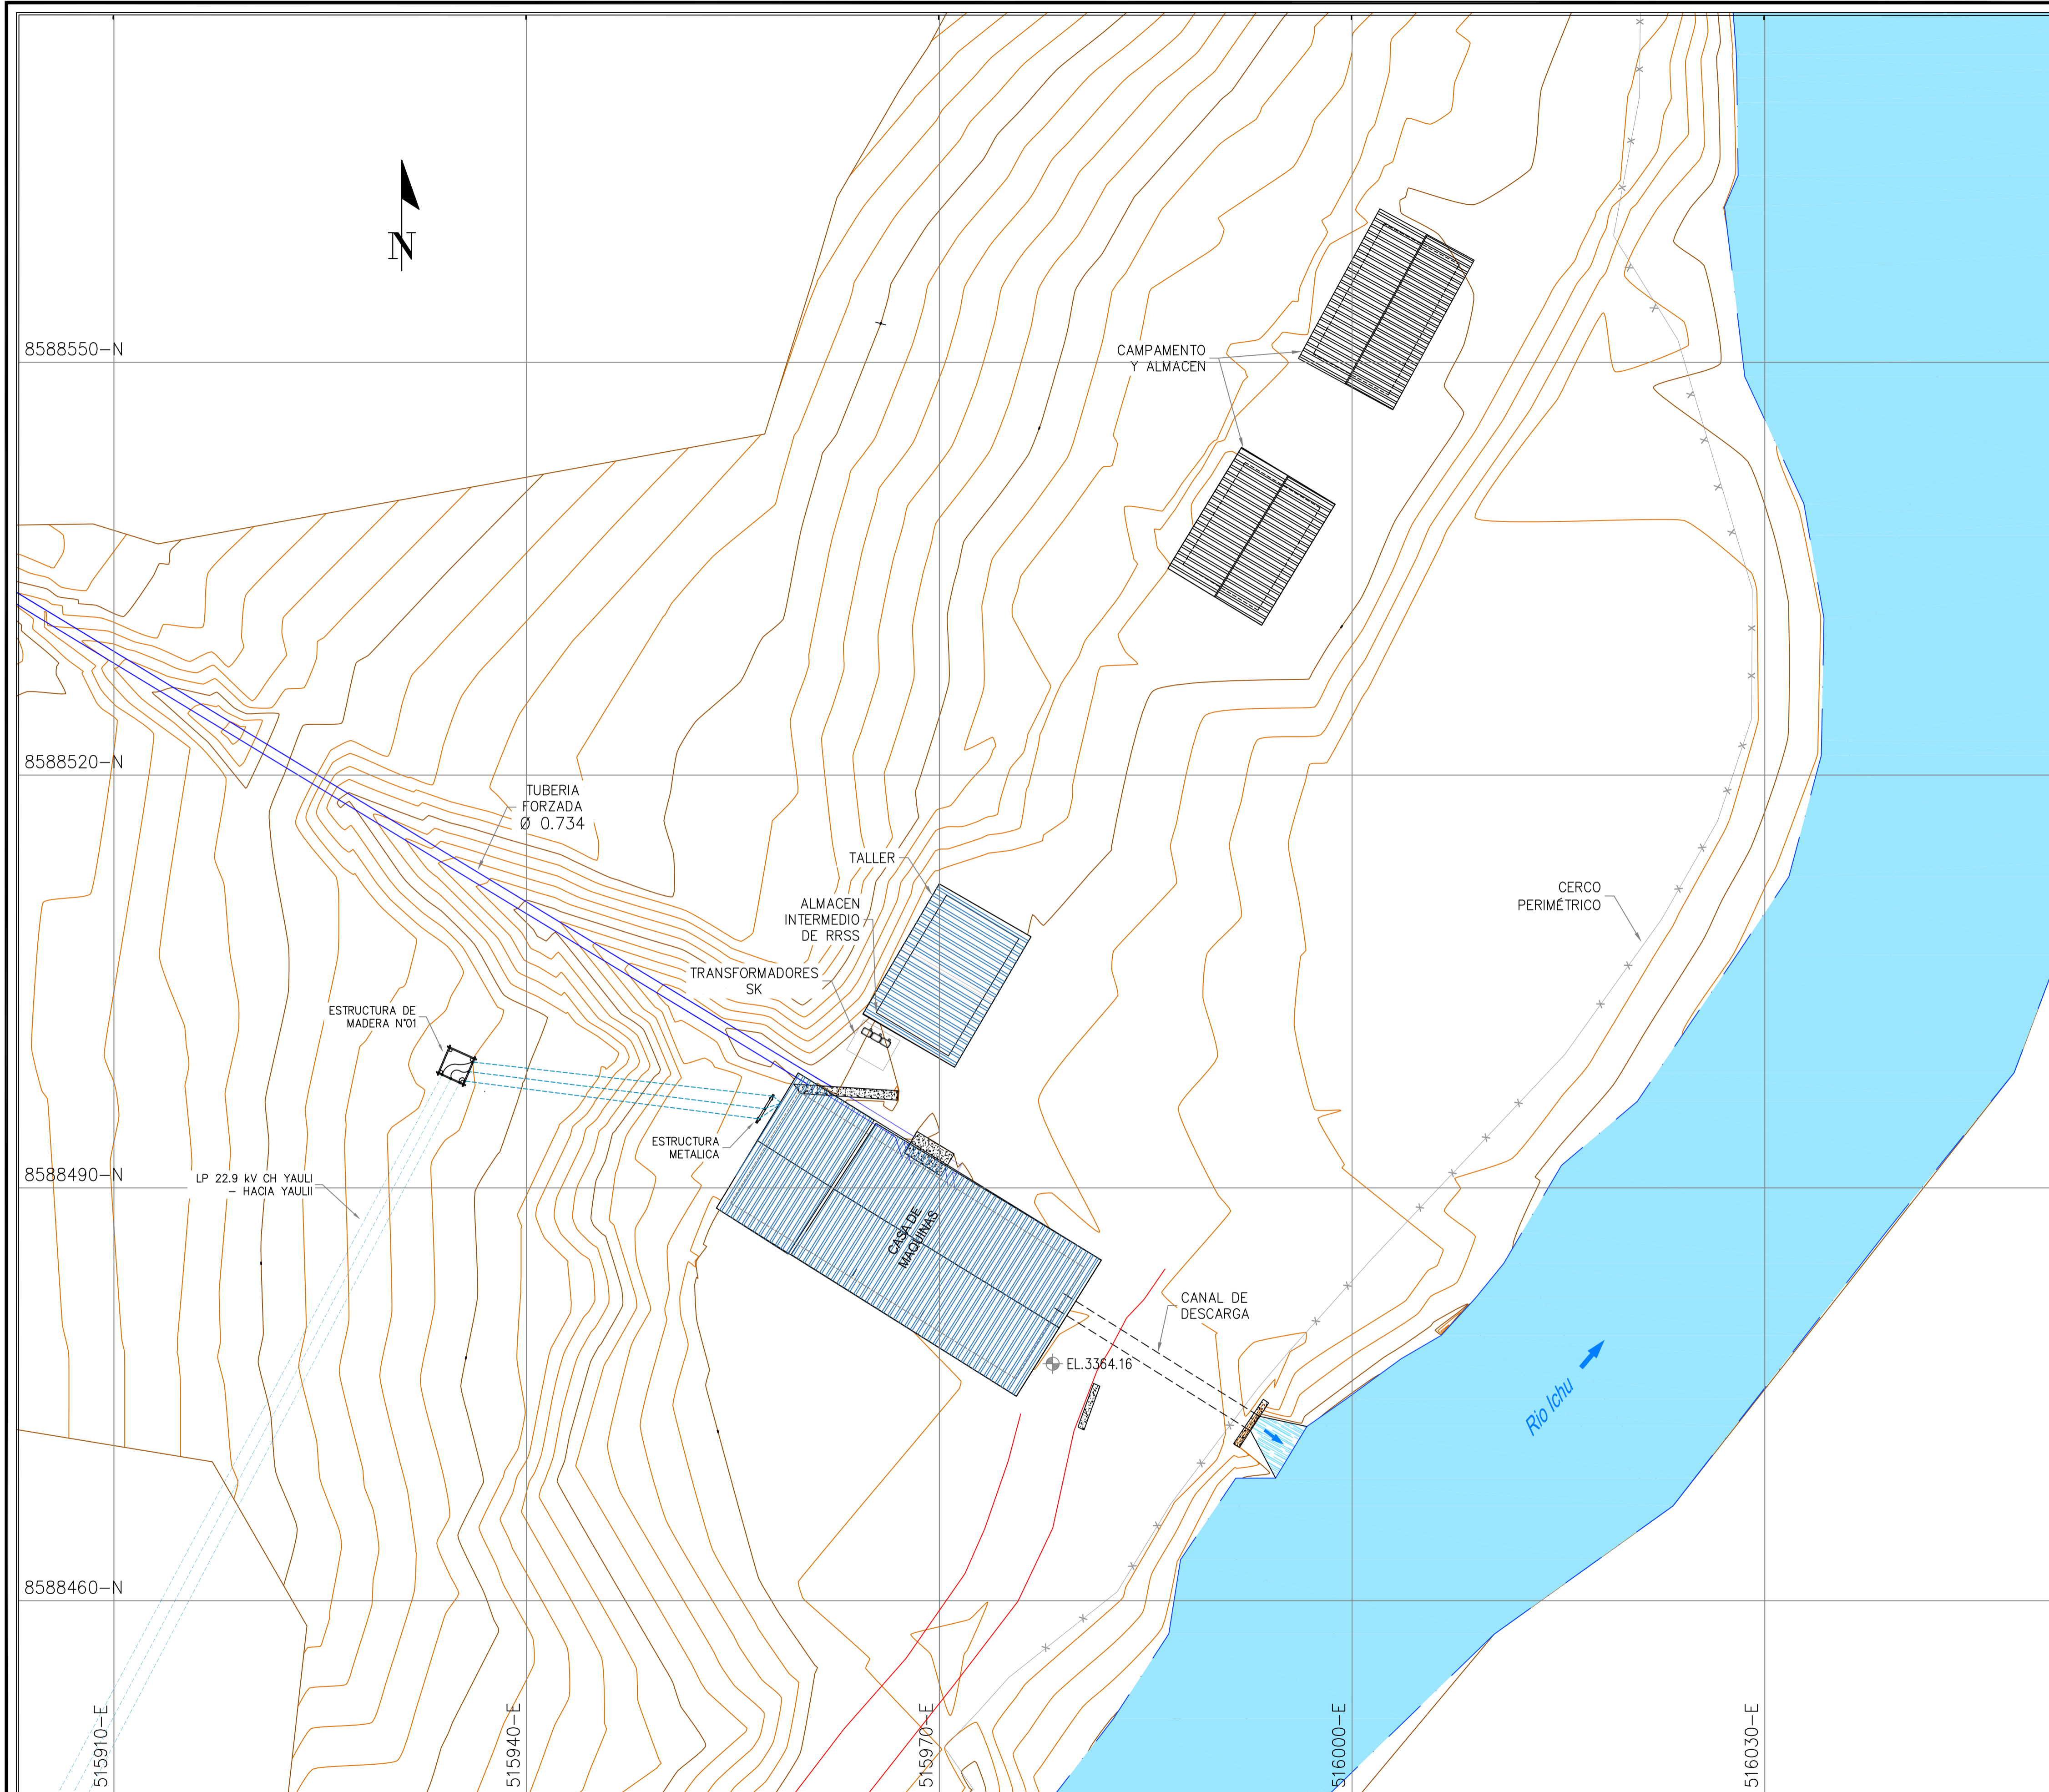 N
8588550-N
CAMPAMENTO
Y ALMACEN
8588520-N
TUBERIA
FORZADA
Ø 0.734
TALLER
ALMACEN
INTERMEDIO
DE RRSS
CERCO
PERIMÉTRICO
TRANSFORMADORES
SK
ESTRUCTURA DE
MADERA N°01
ESTRUCTURA
METALICA
8588490-N
LP 22.9 kV CH YAULI
- HACIA YAULII
CASA DE
MAQUINAS
CANAL DE
DESCARGA
EL.3364.16
Rio Ichu
8588460-N
515910-E
515940-E
515970-E
516000-E
516030-E